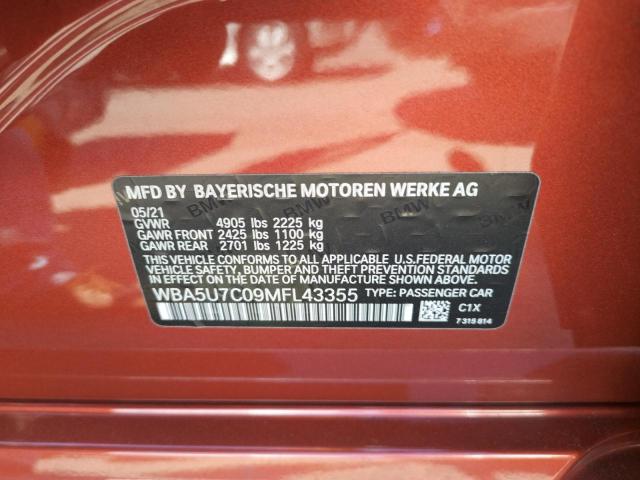 MFD BY BAYERISCHE MOTOREN WERKE AG
05/21
GVWR 4905 lbs 2225 kg
GAWR FRONT 2425 lbs 1100 kg
GAWR REAR 2701 lbs 1225 kg
THIS VEHICLE CONFORMS TO ALL APPLICABLE U.S.FEDERAL MOTOR
VEHICLE SAFETY, BUMPER, AND THEFT PREVENTION STANDARDS
IN EFFECT ON THE DATE OF MANUFACTURE SHOWN ABOVE.
WBA5U7C09MFL43355 TYPE: PASSENGER CAR
C1X
7 315 814